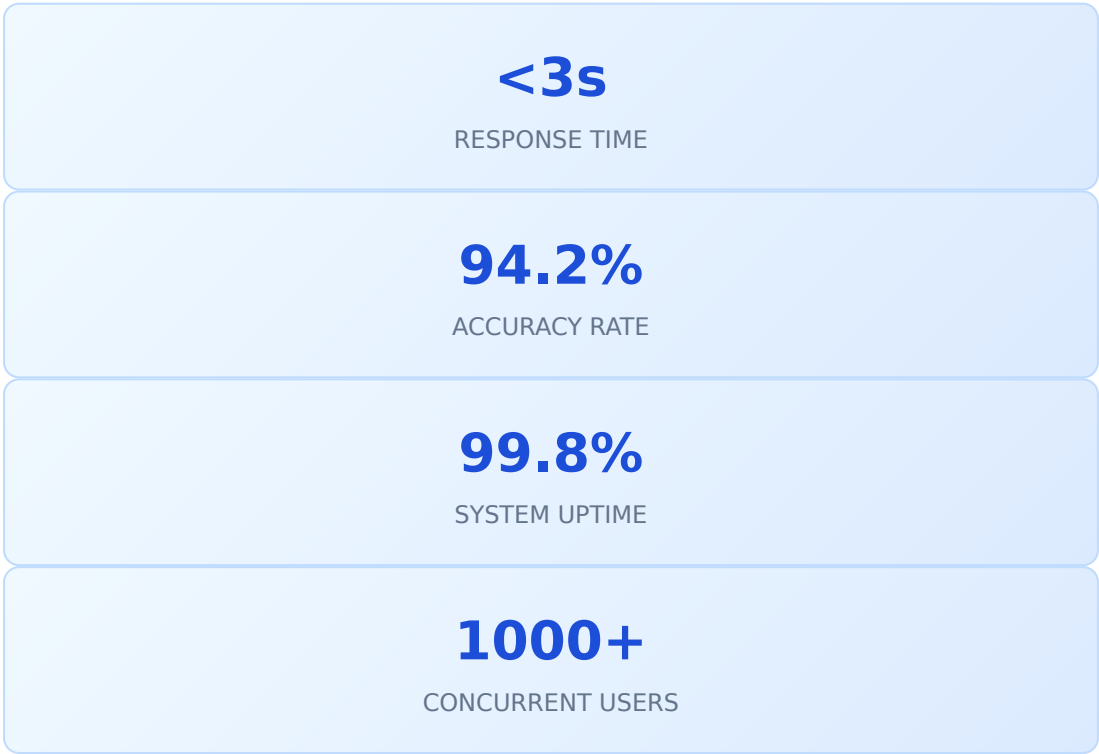 <3s
RESPONSE TIME
94.2%
ACCURACY RATE
99.8%
SYSTEM UPTIME
1000+
CONCURRENT USERS